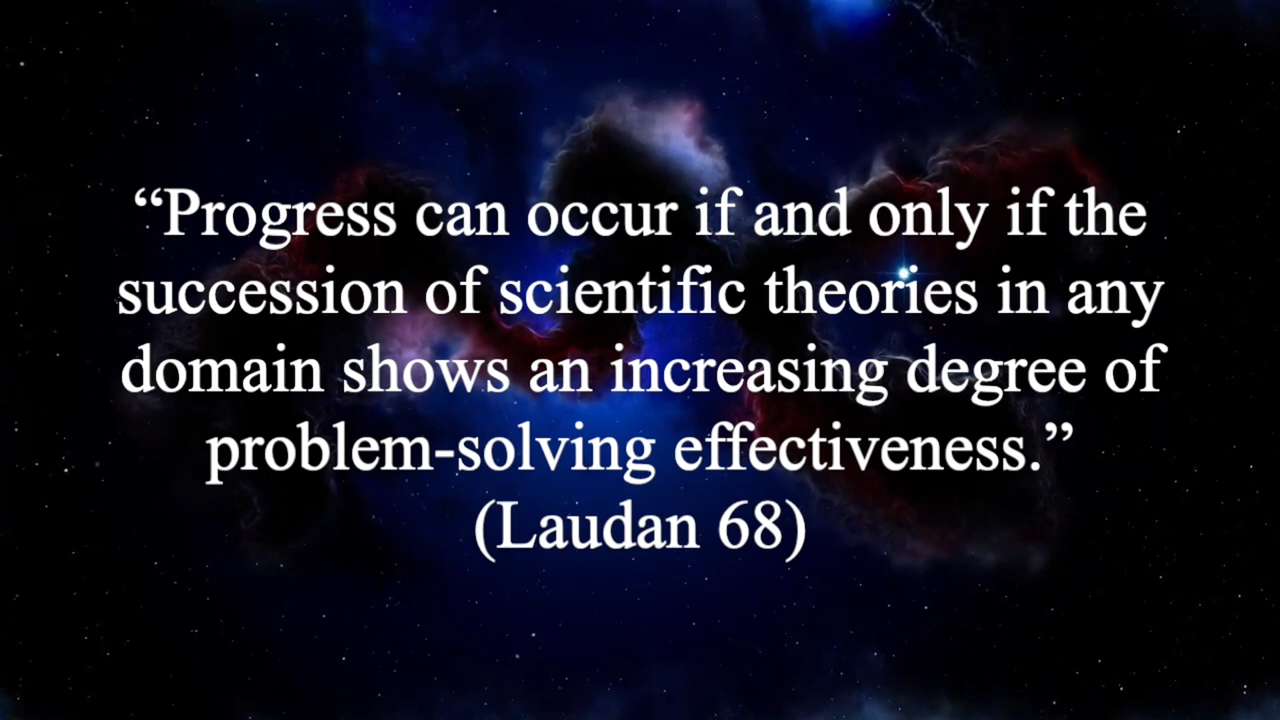 “Progress can occur if and only if the
succession of scientific theories in any
domain shows an increasing degree of
problem-solving effectiveness.”
(Laudan 68)